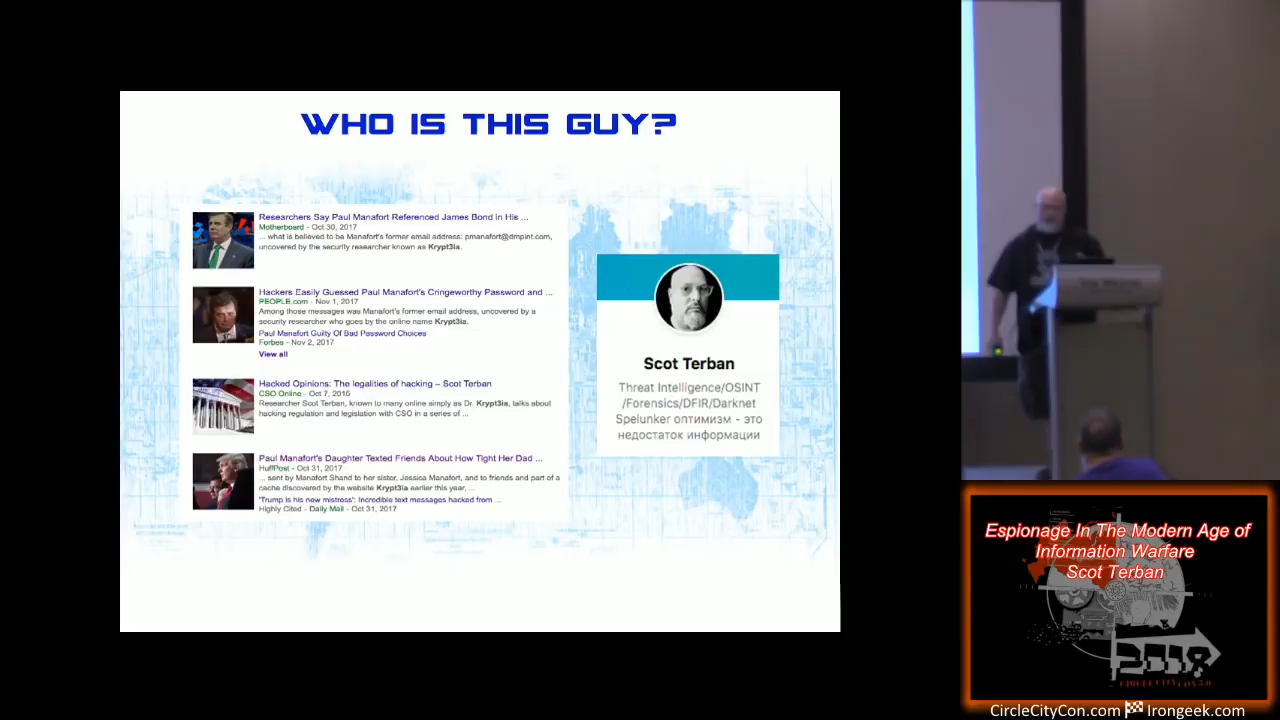 WHO IS THIS GUY?
Researchers Say Paul Manafort Referenced James Bond in His ...
Motherboard - Oct 30, 2017
... what is believed to be Manafort's former email address: pmanafort@dmpint.com,
uncovered by the security researcher known as Krypt3ia.
Hackers Easily Guessed Paul Manafort's Cringeworthy Password and ...
PEOPLE.com - Nov 1, 2017
Among those messages was Manafort's former email address, uncovered by a
security researcher who goes by the online name Krypt3ia.
Paul Manafort Guilty Of Bad Password Choices
Forbes - Nov 2, 2017
View all
Hacked Opinions: The legalities of hacking – Scot Terban
CSO Online - Oct 7, 2016
Researcher Scot Terban, known to many online simply as Dr. Krypt3ia, talks about
hacking regulation and legislation with CSO in a series of ...
Paul Manafort's Daughter Texted Friends About How Tight Her Dad ...
HuffPost - Oct 31, 2017
... sent by Manafort Shand to her sister, Jessica Manafort, and to friends and part of a
cache discovered by the website Krypt3ia earlier this year, ...
'Trump is his new mistress': Incredible text messages hacked from ...
Highly Cited - Daily Mail - Oct 31, 2017
Scot Terban
Threat Intelligence/OSINT
/Forensics/DFIR/Darknet
Spelunker оптимизм - это
недостаток информации
Espionage In The Modern Age of
Information Warfare
Scot Terban
2018
CIRCLE CITY CON 5.0
CircleCityCon.com Irongeek.com